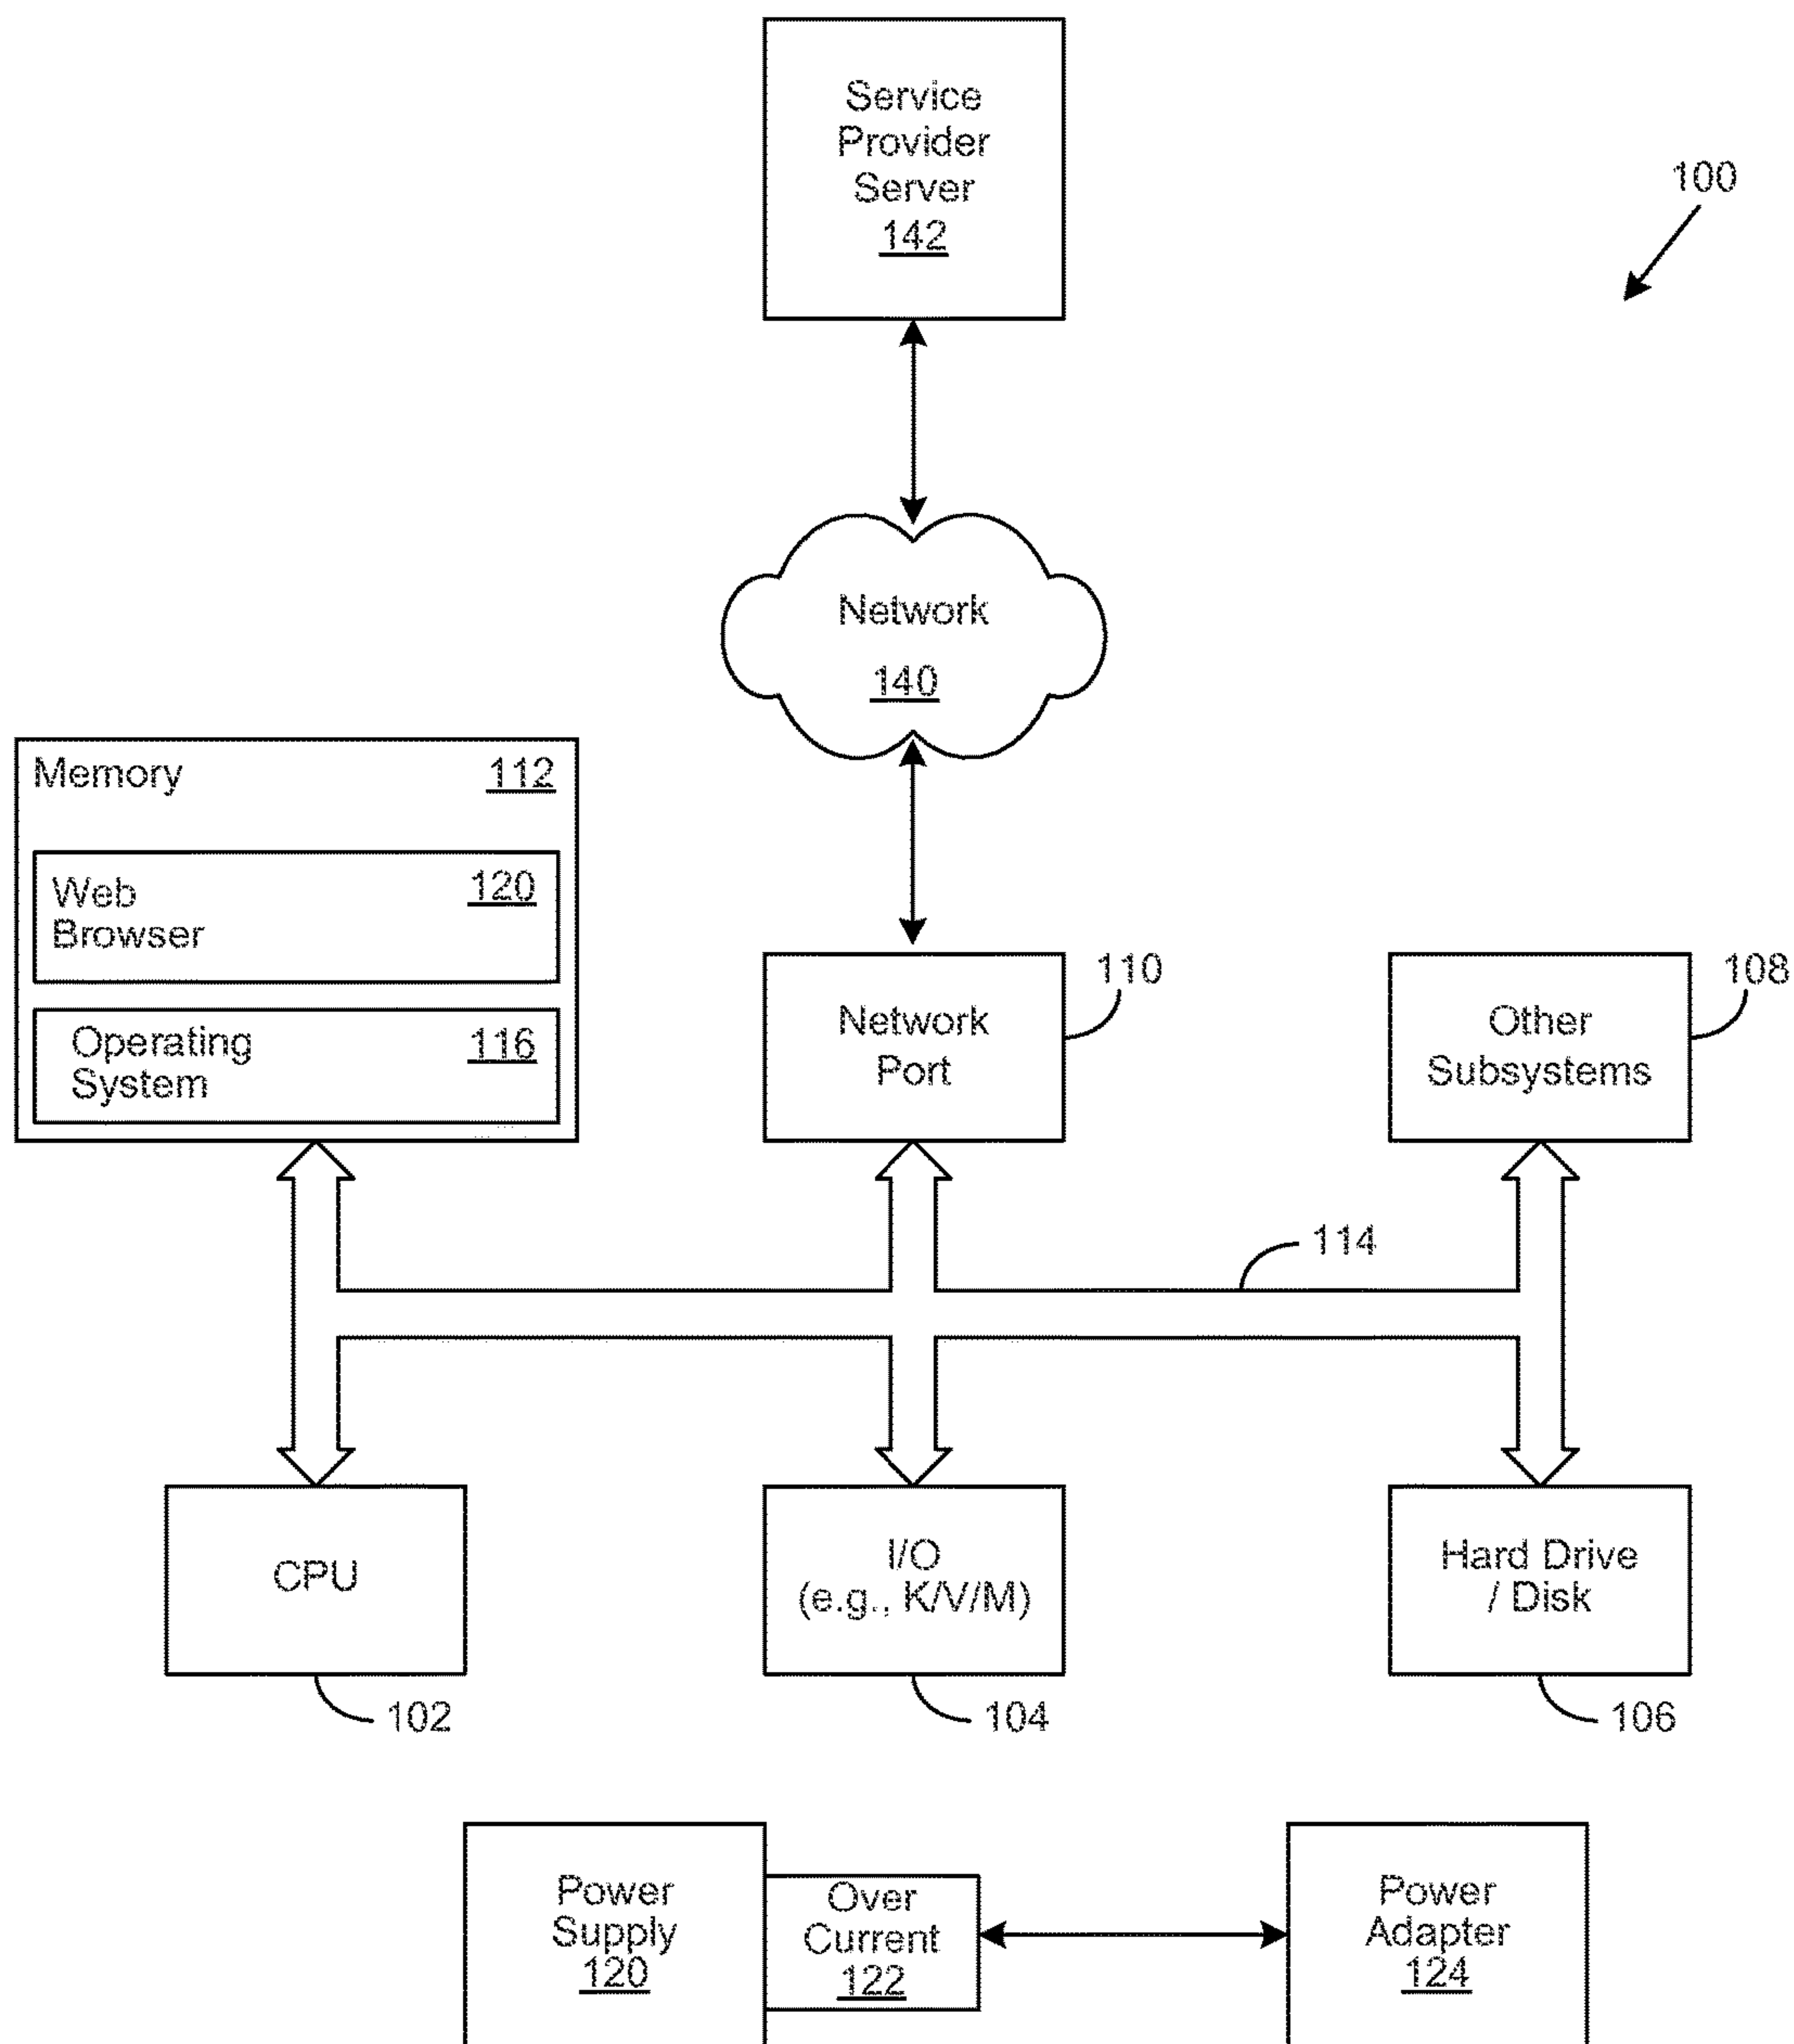 Service
Provider
Server
142
100
Network
140
Memory 112
Web 120
Browser
Operating 116
System
Network
Port
110
Other
Subsystems
108
114
CPU
102
I/O
(e.g., K/V/M)
104
Hard Drive
/ Disk
106
Power
Supply
120
Over
Current
122
Power
Adapter
124